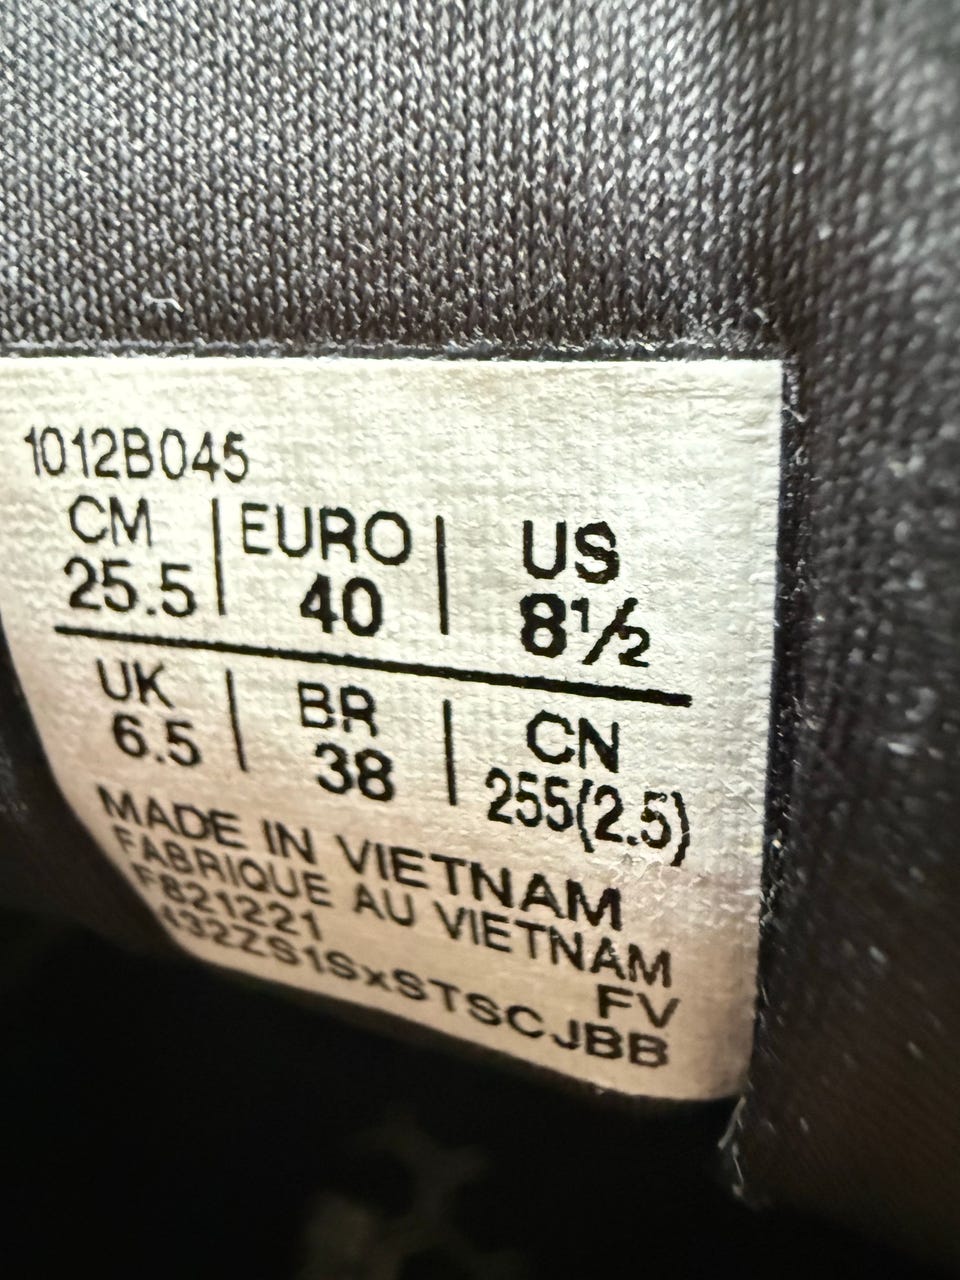 1012B045
CM | EURO | US
25.5 | 40 | 8½
UK | BR | CN
6.5 | 38 | 255(2.5)
MADE IN VIETNAM
FABRIQUE AU VIETNAM
F821221 FV
432ZS1SxSTSCJBB